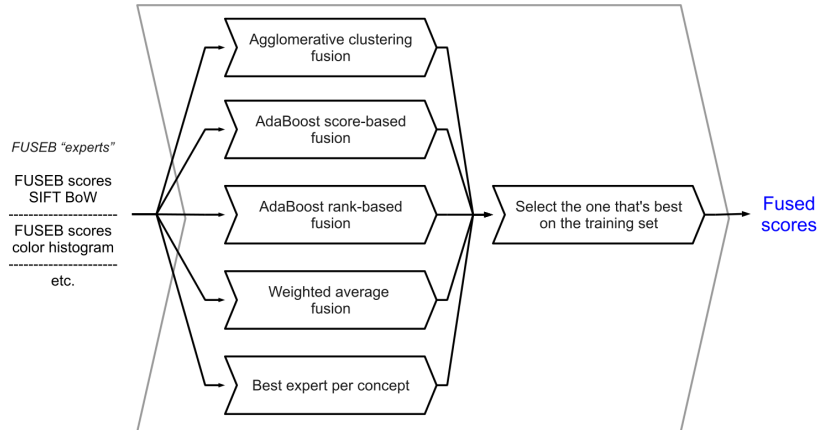 FUSEB “experts”
FUSEB scores
SIFT BoW
FUSEB scores
color histogram
etc.
Agglomerative clustering
fusion
AdaBoost score-based
fusion
AdaBoost rank-based
fusion
Weighted average
fusion
Best expert per concept
Select the one that's best
on the training set
Fused
scores